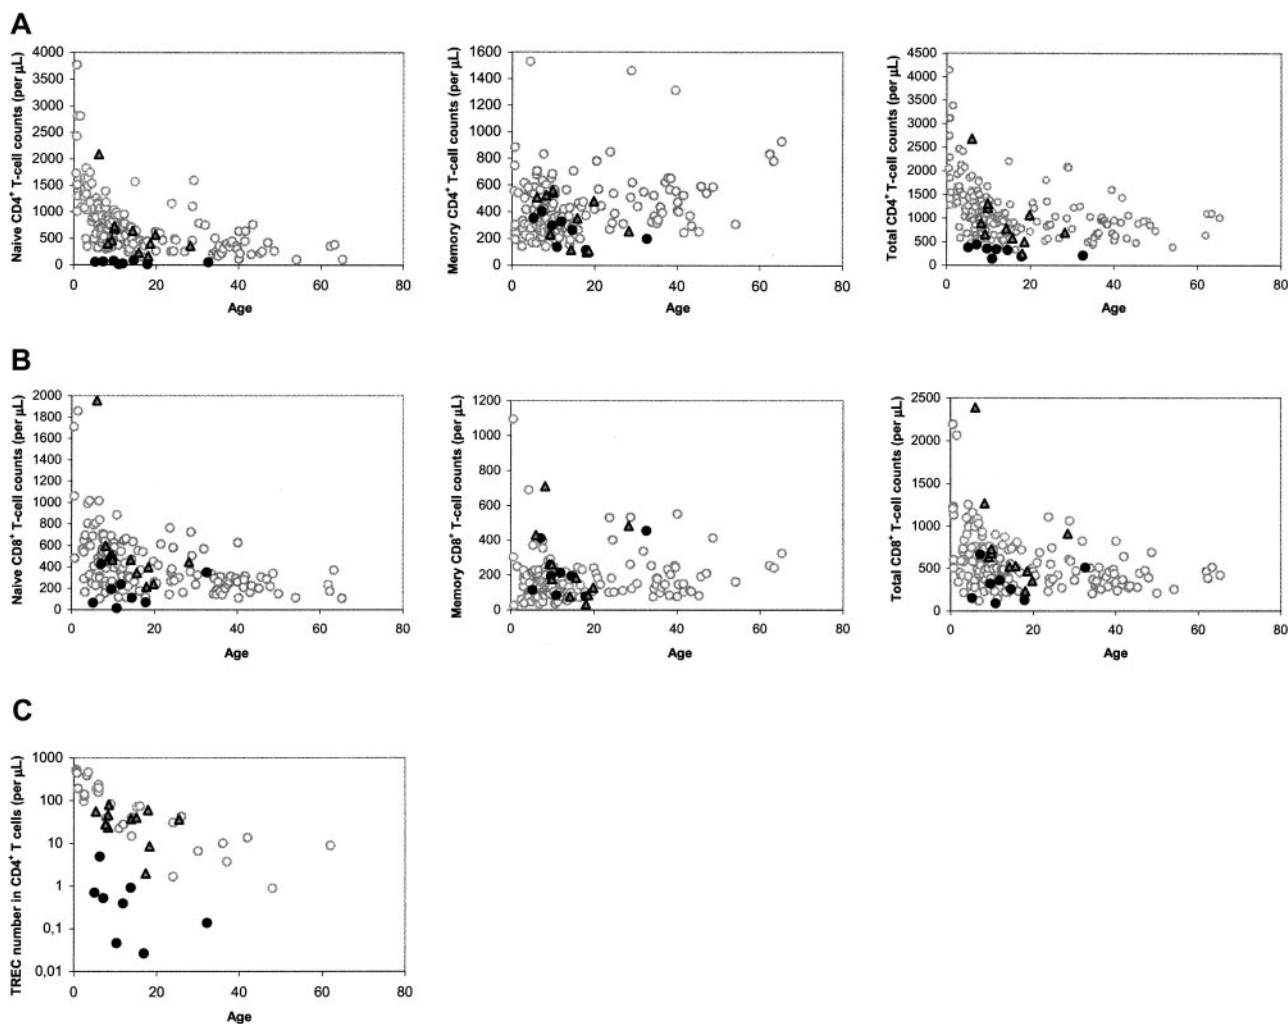 A
Naive CD4+ T-cell counts (per μL)
4000
3500
3000
2500
2000
1500
1000
500
0
0 20 40 60 80
Age
Memory CD4+ T-cell counts (per μL)
1600
1400
1200
1000
800
600
400
200
0
0 20 40 60 80
Age
Total CD4+ T-cell counts (per μL)
4500
4000
3500
3000
2500
2000
1500
1000
500
0
0 20 40 60 80
Age
B
Naive CD8+ T-cell counts (per μL)
2000
1800
1600
1400
1200
1000
800
600
400
200
0
0 20 40 60 80
Age
Memory CD8+ T-cell counts (per μL)
1200
1000
800
600
400
200
0
0 20 40 60 80
Age
Total CD8+ T-cell counts (per μL)
2500
2000
1500
1000
500
0
0 20 40 60 80
Age
C
TREC number in CD4+ T cells (per μL)
1000
100
10
1
0,1
0,01
0 20 40 60 80
Age